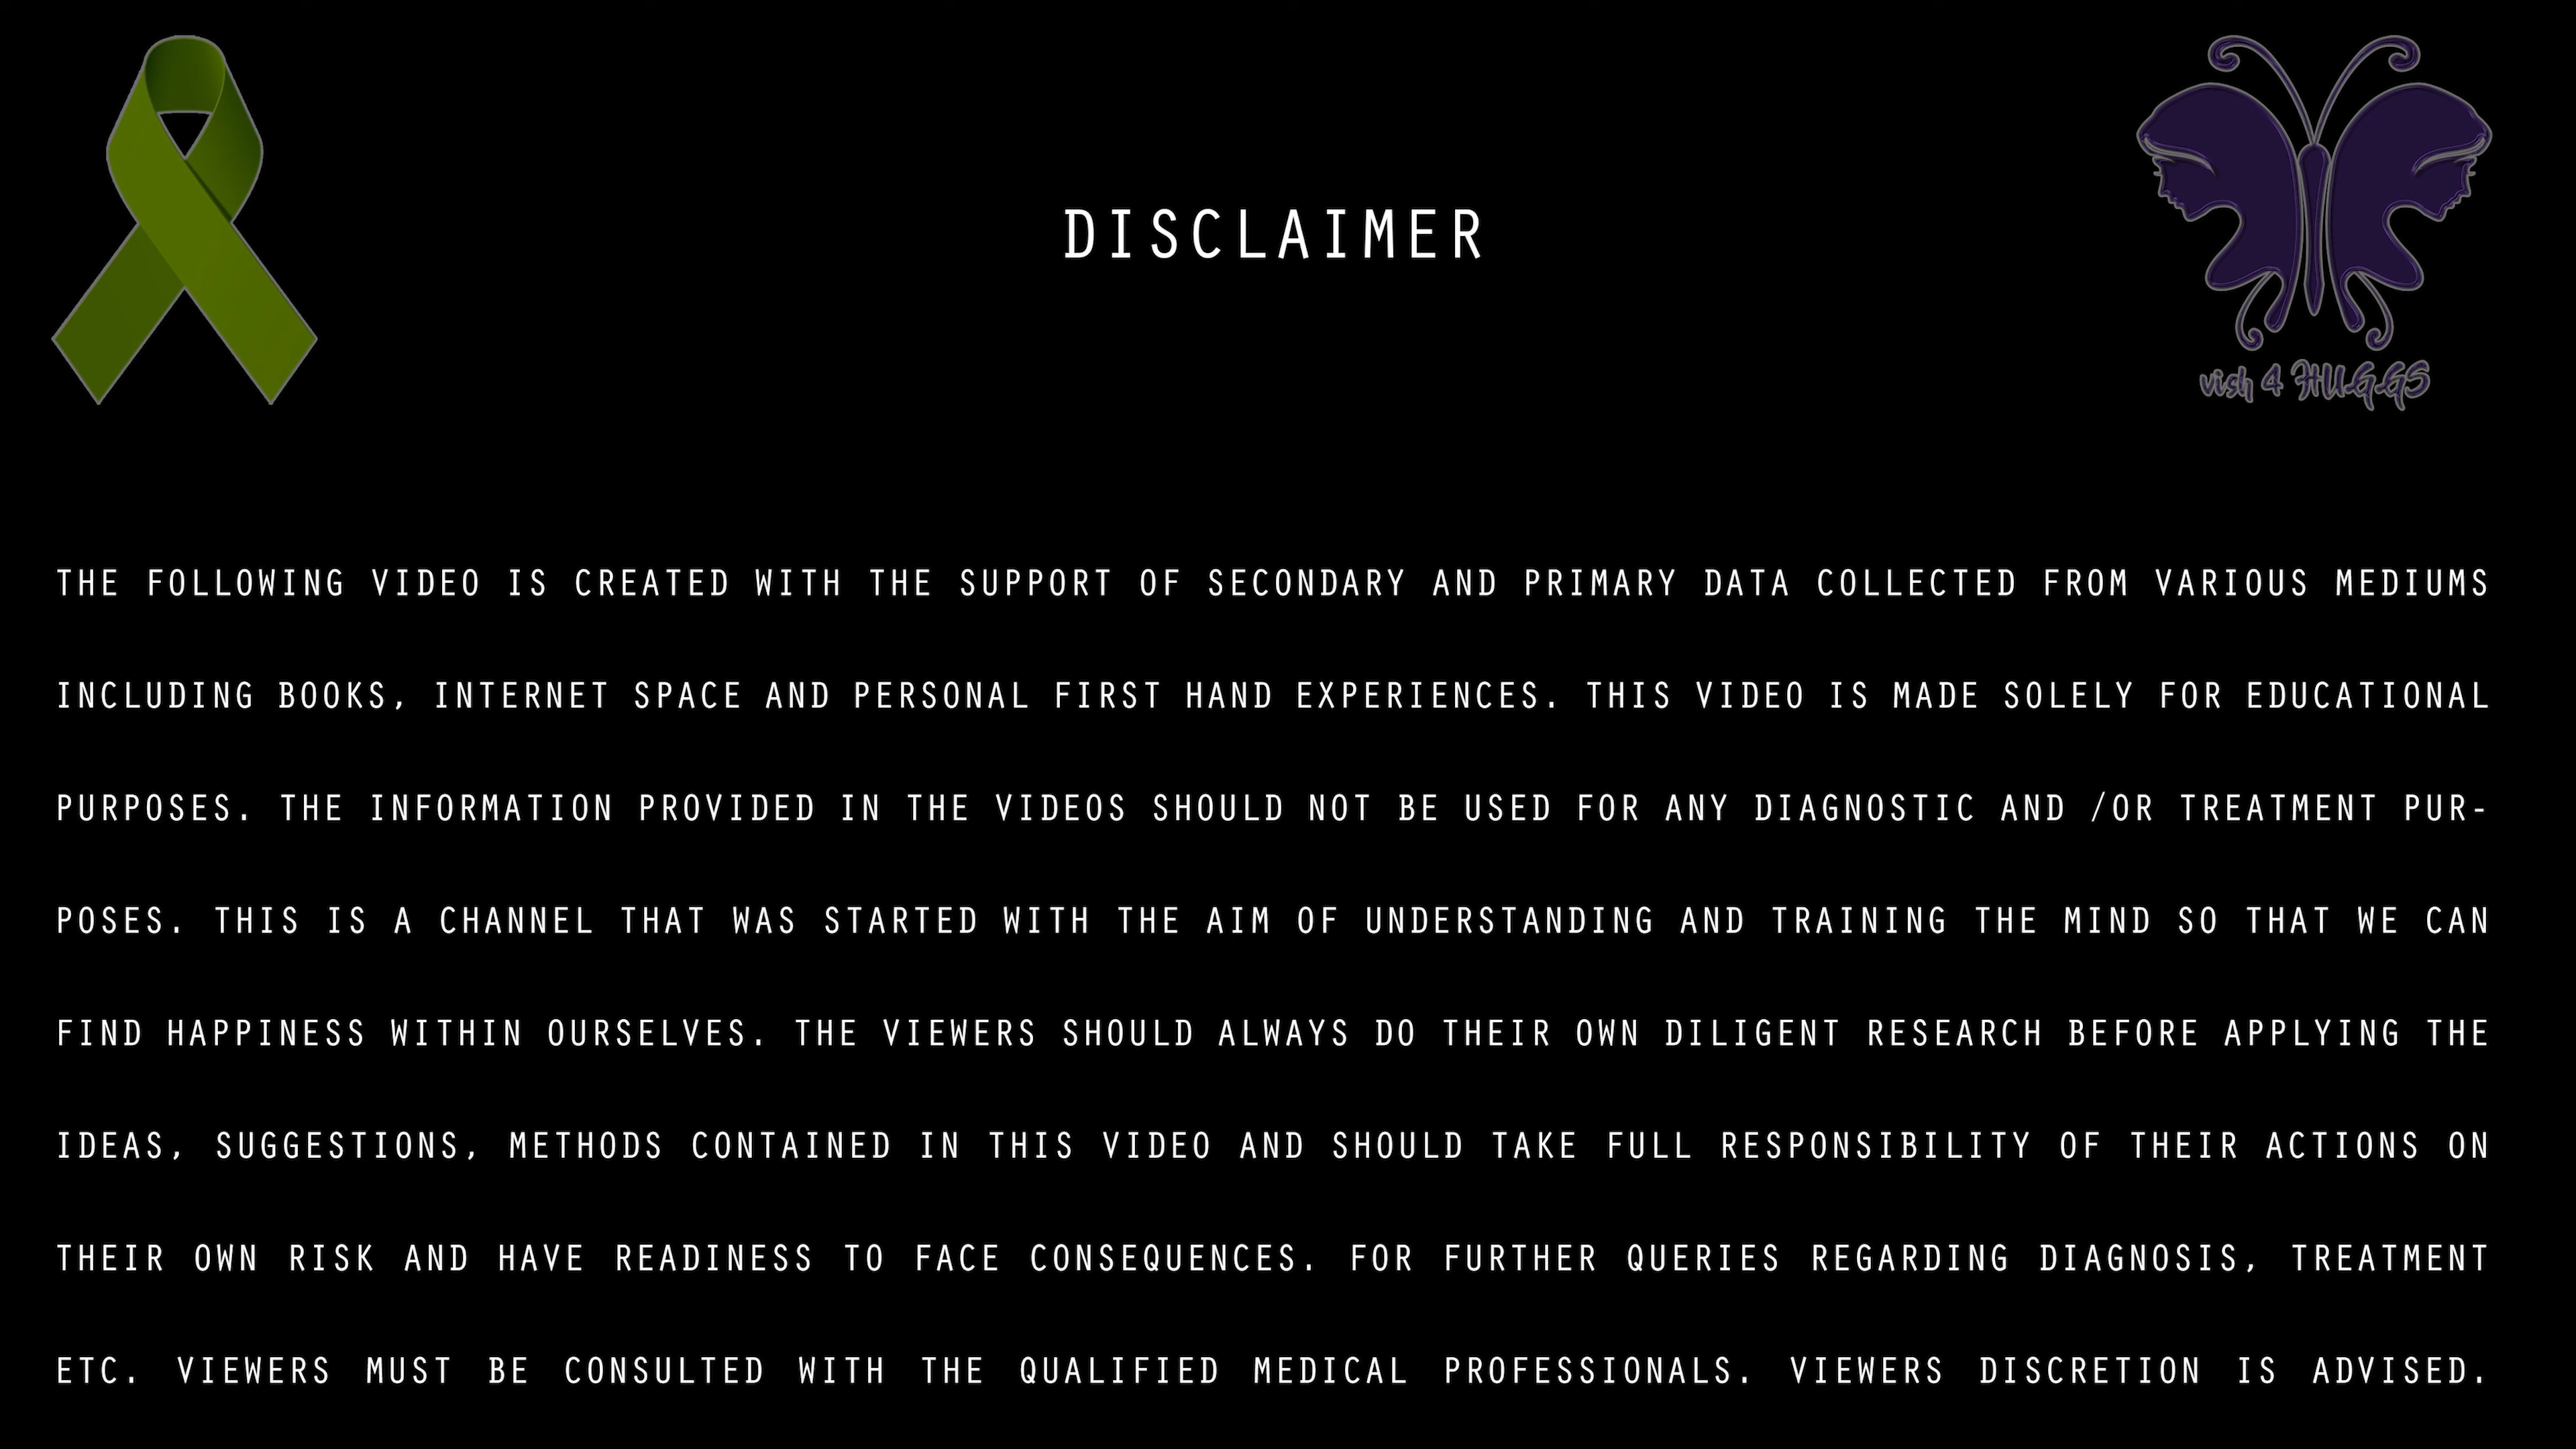 DISCLAIMER
vish 4 HUGGS
THE FOLLOWING VIDEO IS CREATED WITH THE SUPPORT OF SECONDARY AND PRIMARY DATA COLLECTED FROM VARIOUS MEDIUMS
INCLUDING BOOKS, INTERNET SPACE AND PERSONAL FIRST HAND EXPERIENCES. THIS VIDEO IS MADE SOLELY FOR EDUCATIONAL
PURPOSES. THE INFORMATION PROVIDED IN THE VIDEOS SHOULD NOT BE USED FOR ANY DIAGNOSTIC AND /OR TREATMENT PUR-
POSES. THIS IS A CHANNEL THAT WAS STARTED WITH THE AIM OF UNDERSTANDING AND TRAINING THE MIND SO THAT WE CAN
FIND HAPPINESS WITHIN OURSELVES. THE VIEWERS SHOULD ALWAYS DO THEIR OWN DILIGENT RESEARCH BEFORE APPLYING THE
IDEAS, SUGGESTIONS, METHODS CONTAINED IN THIS VIDEO AND SHOULD TAKE FULL RESPONSIBILITY OF THEIR ACTIONS ON
THEIR OWN RISK AND HAVE READINESS TO FACE CONSEQUENCES. FOR FURTHER QUERIES REGARDING DIAGNOSIS, TREATMENT
ETC. VIEWERS MUST BE CONSULTED WITH THE QUALIFIED MEDICAL PROFESSIONALS. VIEWERS DISCRETION IS ADVISED.